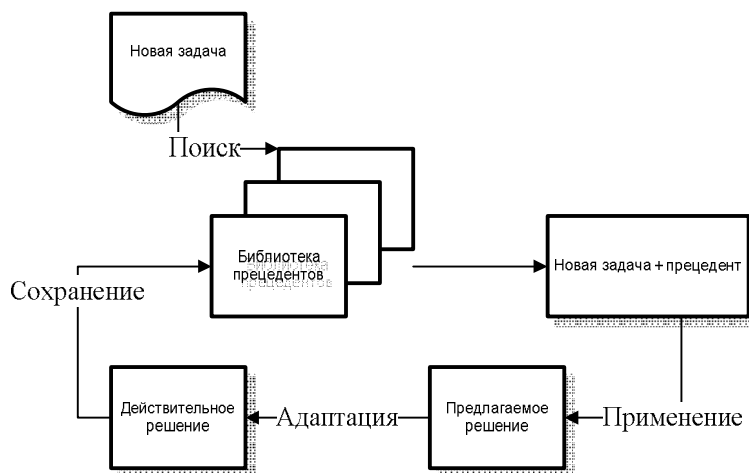 Новая задача
Поиск
Библиотека
прецедентов
Новая задача + прецедент
Сохранение
Действительное
решение
Адаптация
Предлагаемое
решение
Применение